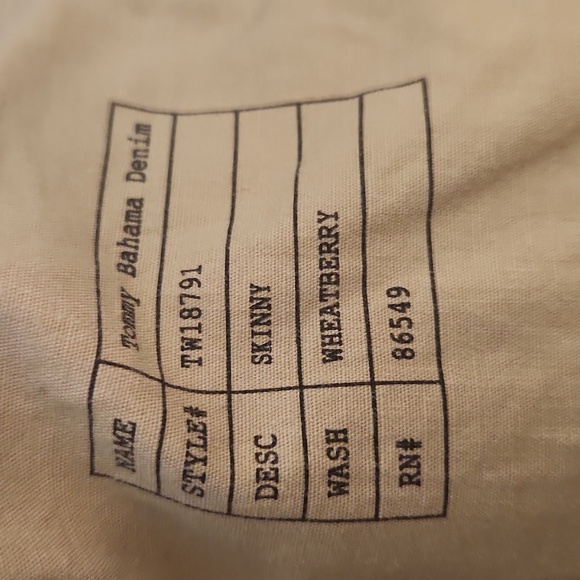 NAME Tommy Bahama Denim
STYLE# TW18791
DESC SKINNY
WASH WHEATBERRY
RN# 86549